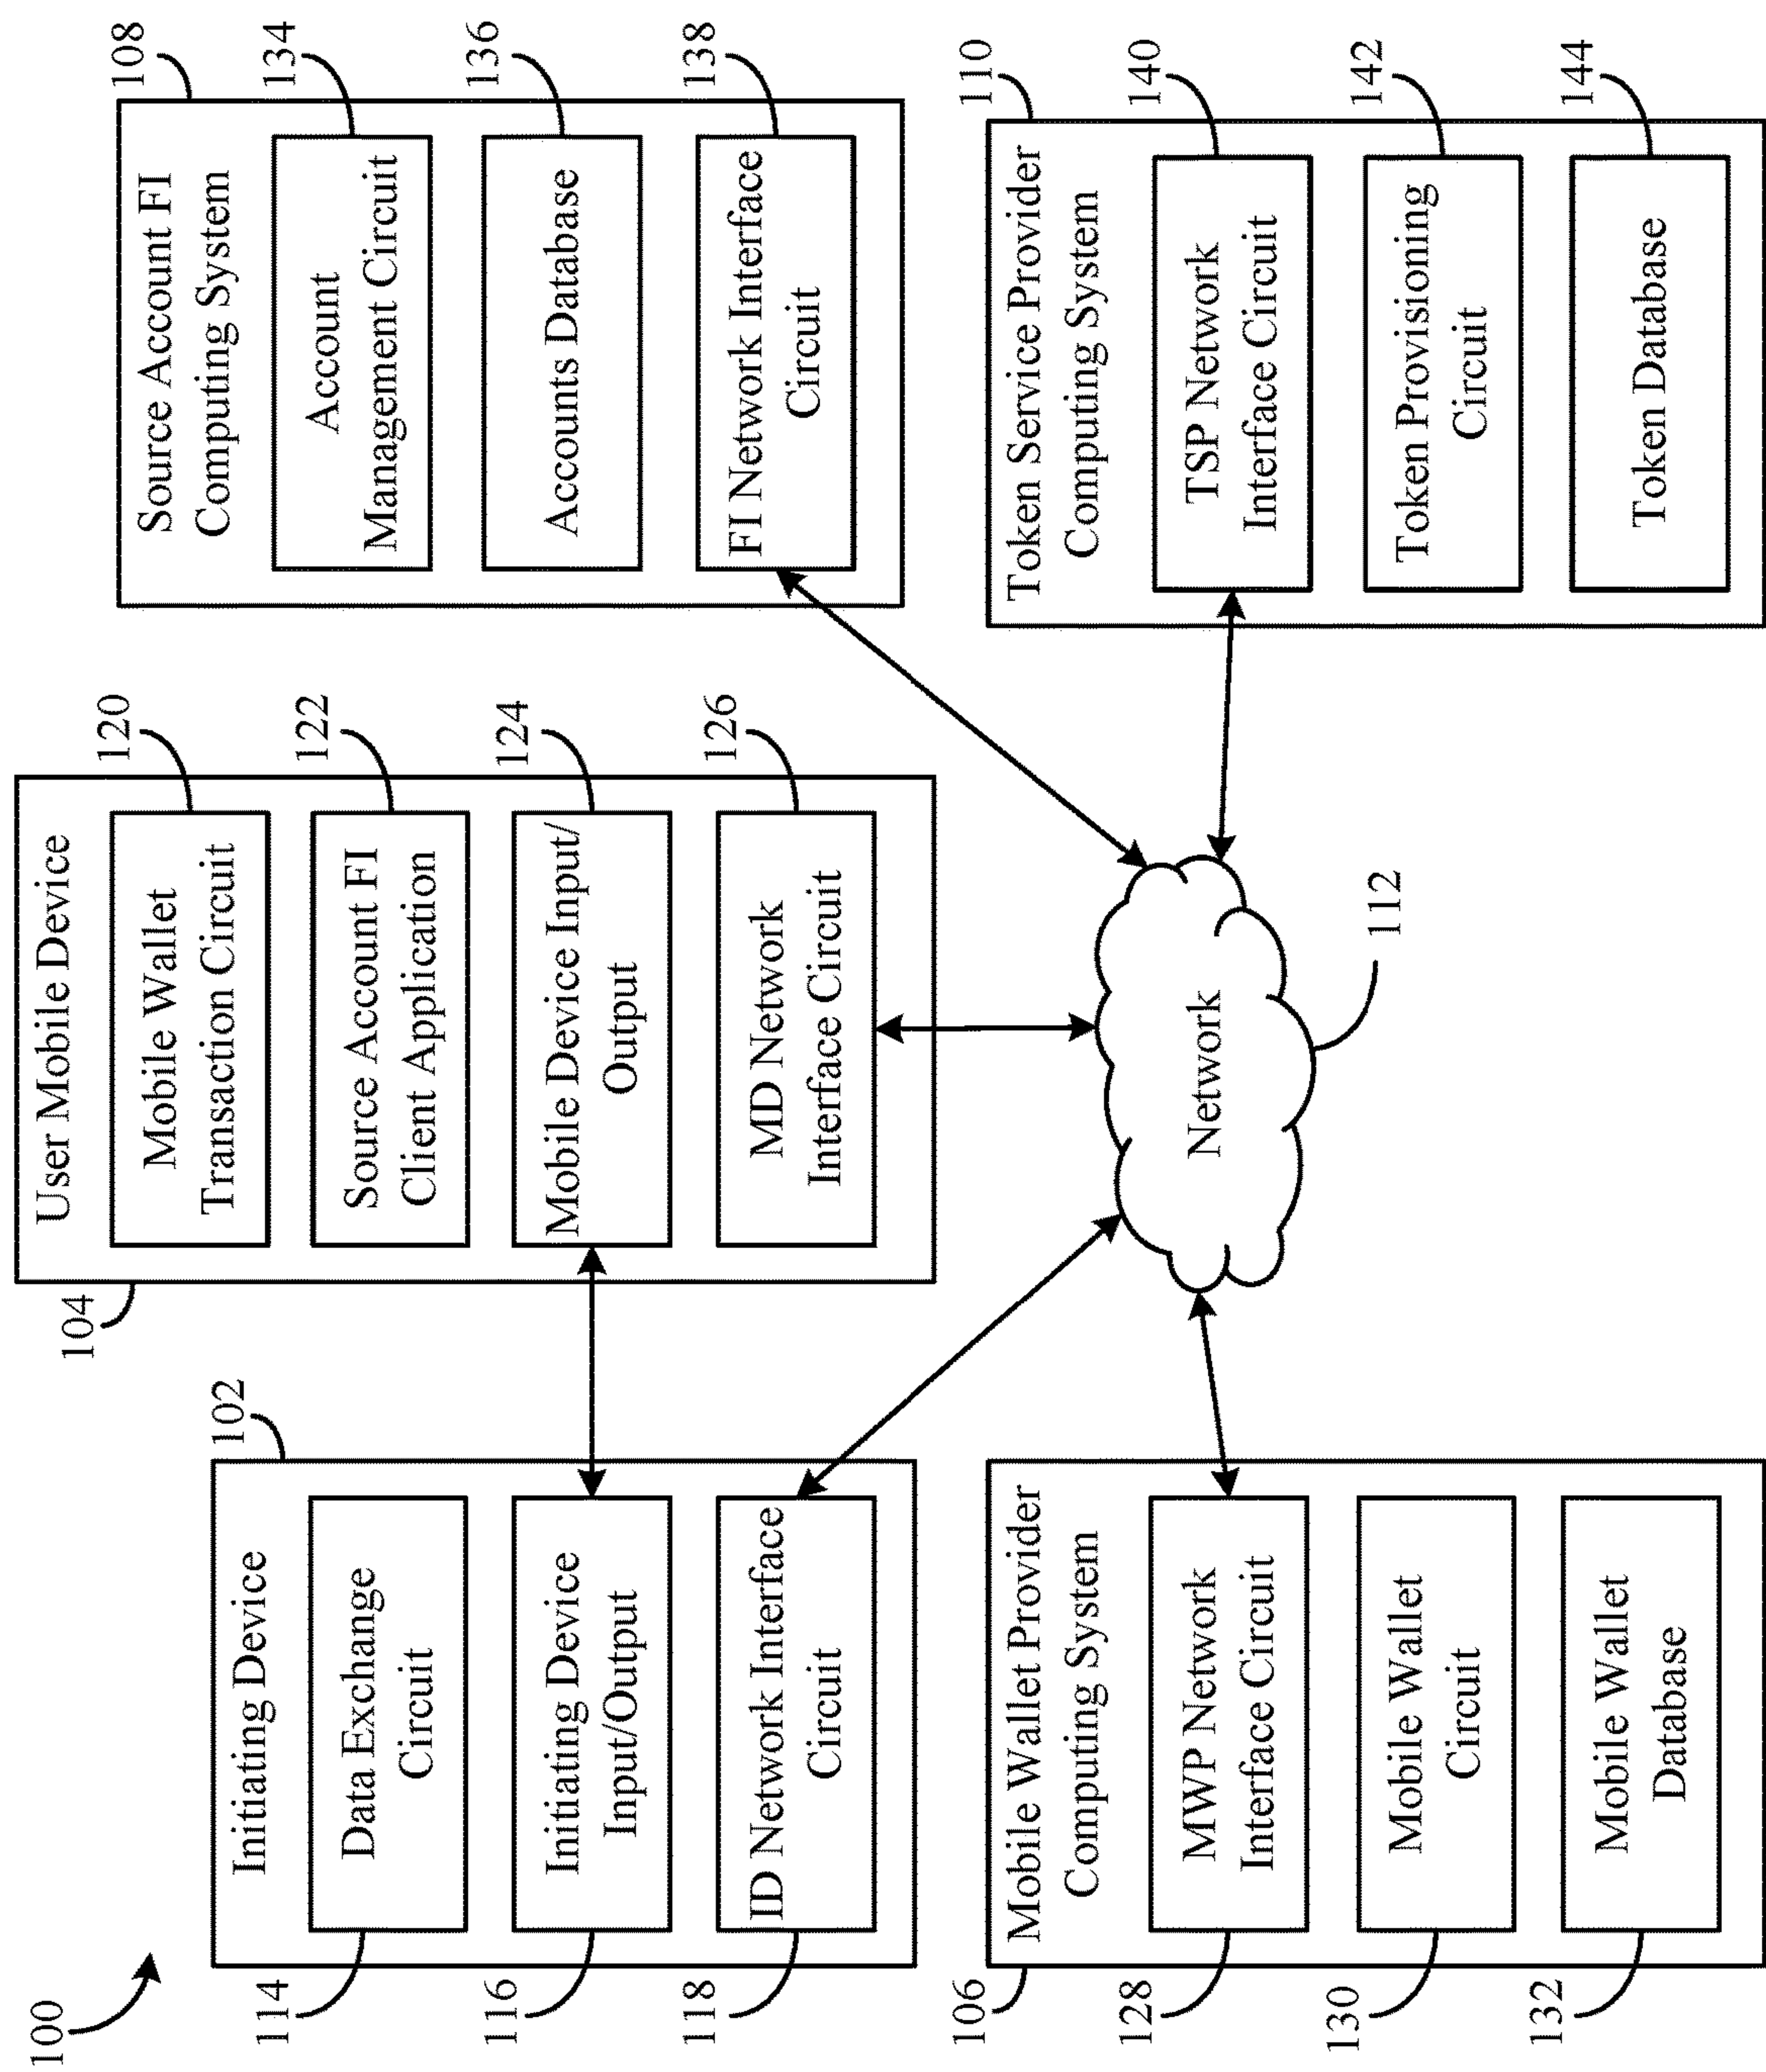 100
Initiating Device
102
Data Exchange
Circuit
114
Initiating Device
Input/Output
116
ID Network Interface
Circuit
118
User Mobile Device
104
Mobile Wallet
Transaction Circuit
120
Source Account FI
Client Application
122
Mobile Device Input/
Output
124
MD Network
Interface Circuit
126
Source Account FI
Computing System
108
Account
Management Circuit
134
Accounts Database
136
FI Network Interface
Circuit
138
Network
112
Mobile Wallet Provider
Computing System
106
MWP Network
Interface Circuit
128
Mobile Wallet
Circuit
130
Mobile Wallet
Database
132
Token Service Provider
Computing System
110
TSP Network
Interface Circuit
140
Token Provisioning
Circuit
142
Token Database
144